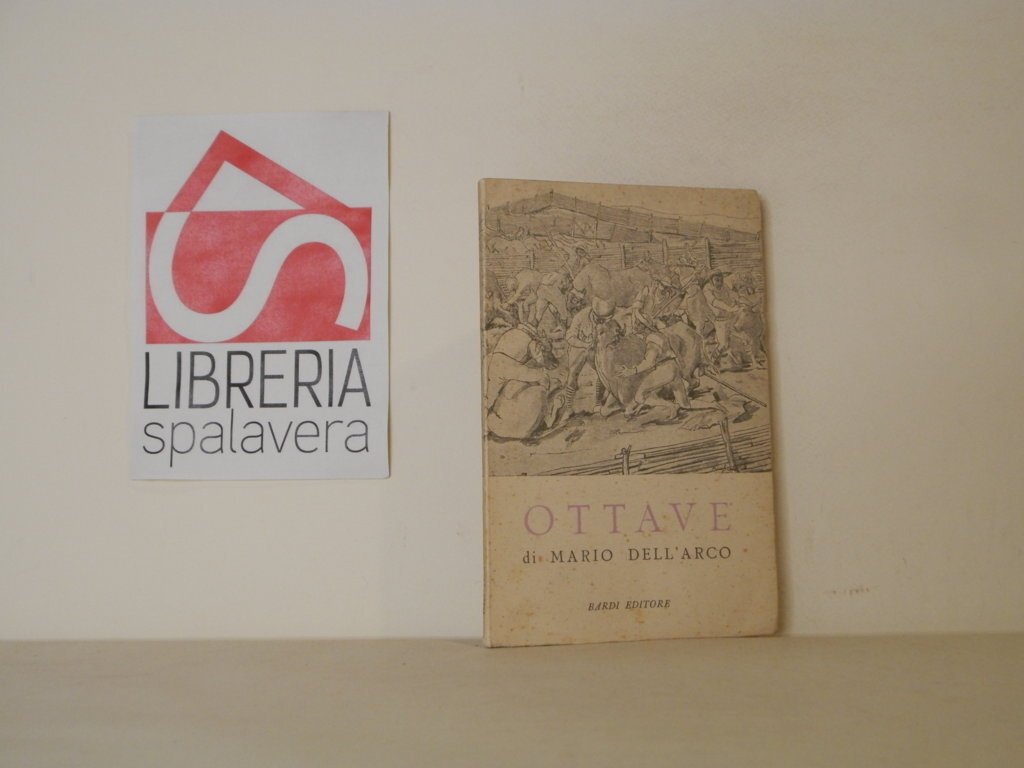 LIBRERIA
spalavera
OTTAVE
di MARIO DELL'ARCO
BARDI EDITORE